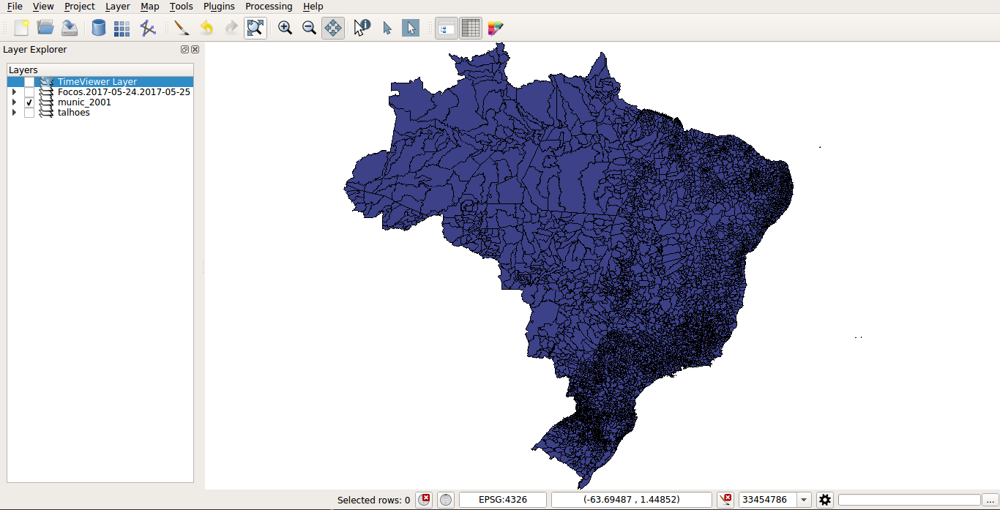 File View Project Layer Map Tools Plugins Processing Help
Layer Explorer
Layers
TimeViewer Layer
Focos.2017-05-24.2017-05-25
munic_2001
talhoes
Selected rows: 0 EPSG:4326 (-63.69487 , 1.44852) 33454786 ...